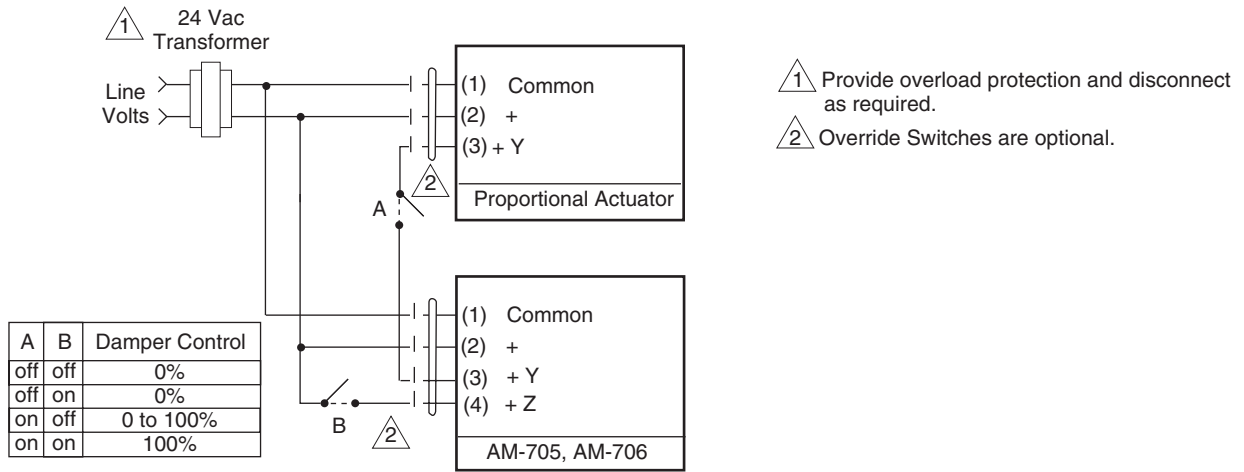 1
24 Vac
Transformer
Line
Volts
(1) Common
(2) +
(3) + Y
2
Proportional Actuator
A
1 Provide overload protection and disconnect
as required.
2 Override Switches are optional.
(1) Common
(2) +
(3) + Y
(4) + Z
B
2
AM-705, AM-706
A B Damper Control
off off 0%
off on 0%
on off 0 to 100%
on on 100%